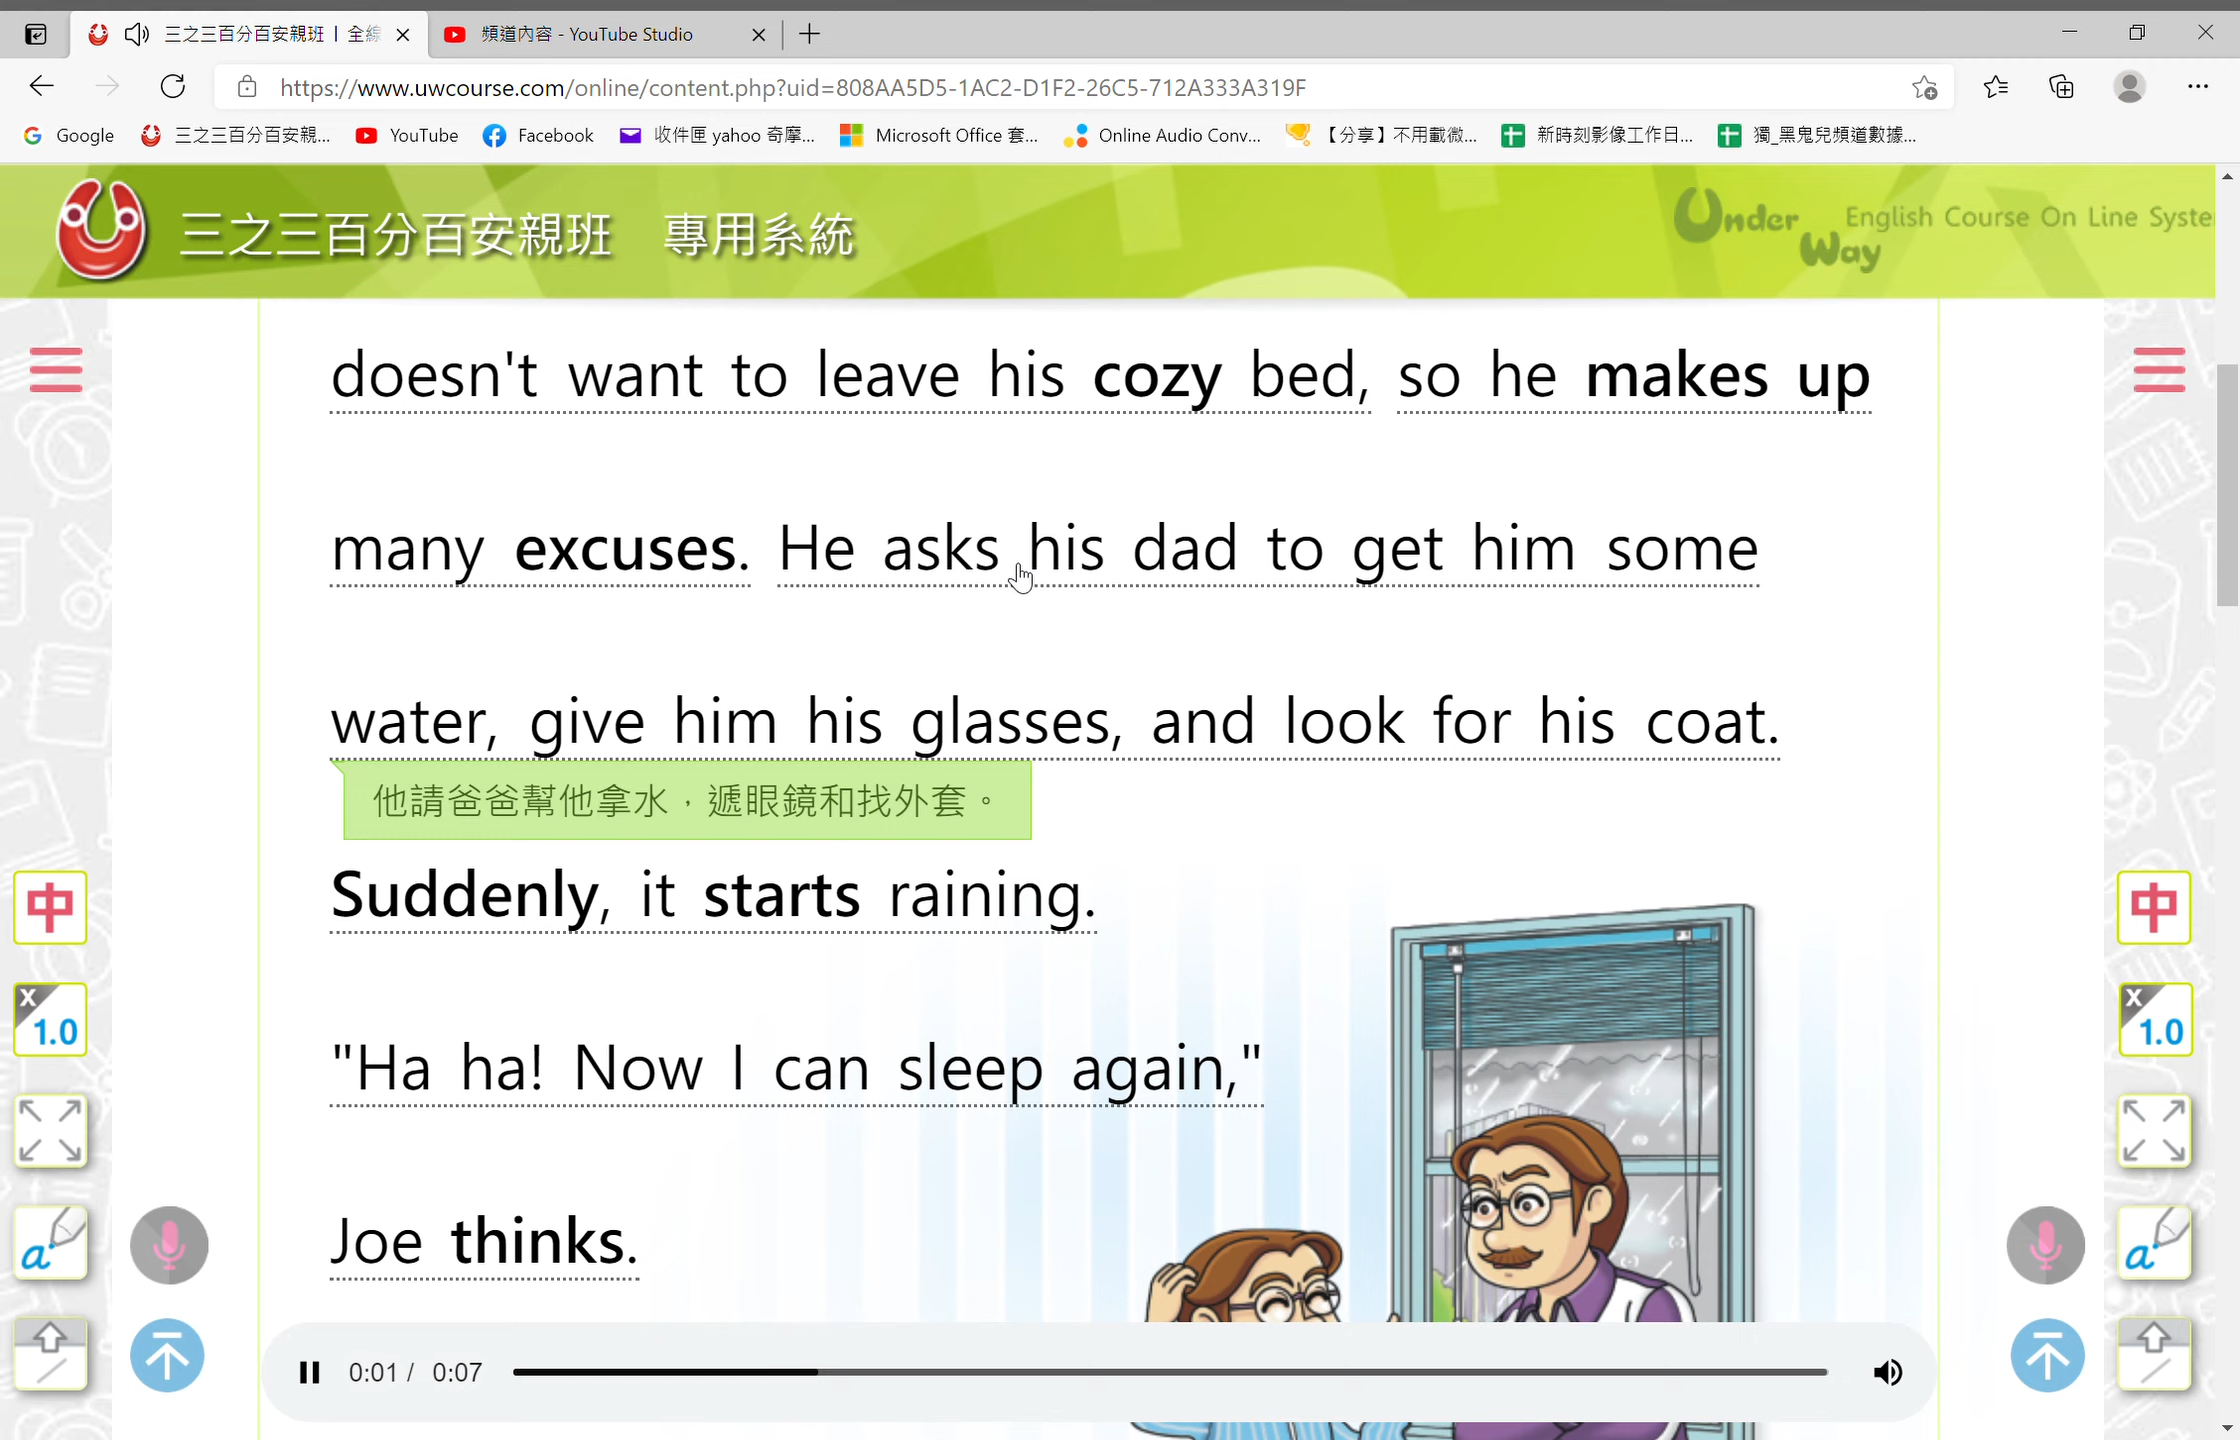 三之三百分百安親班 | 全線
頻道內容 - YouTube Studio
https://www.uwcourse.com/online/content.php?uid=808AA5D5-1AC2-D1F2-26C5-712A333A319F
Google 三之三百分百安親... YouTube Facebook 收件匣 yahoo 奇摩... Microsoft Office 套... Online Audio Conv... 【分享】不用載微... 新時刻影像工作日... 獨_黑鬼兒頻道數據...
三之三百分百安親班 專用系統
Under Way English Course On Line Syste
doesn't want to leave his cozy bed, so he makes up
many excuses. He asks his dad to get him some
water, give him his glasses, and look for his coat.
他請爸爸幫他拿水，遞眼鏡和找外套。
Suddenly, it starts raining.
中 中
X 1.0 X 1.0
"Ha ha! Now I can sleep again,"
Joe thinks.
a a
0:01 / 0:07